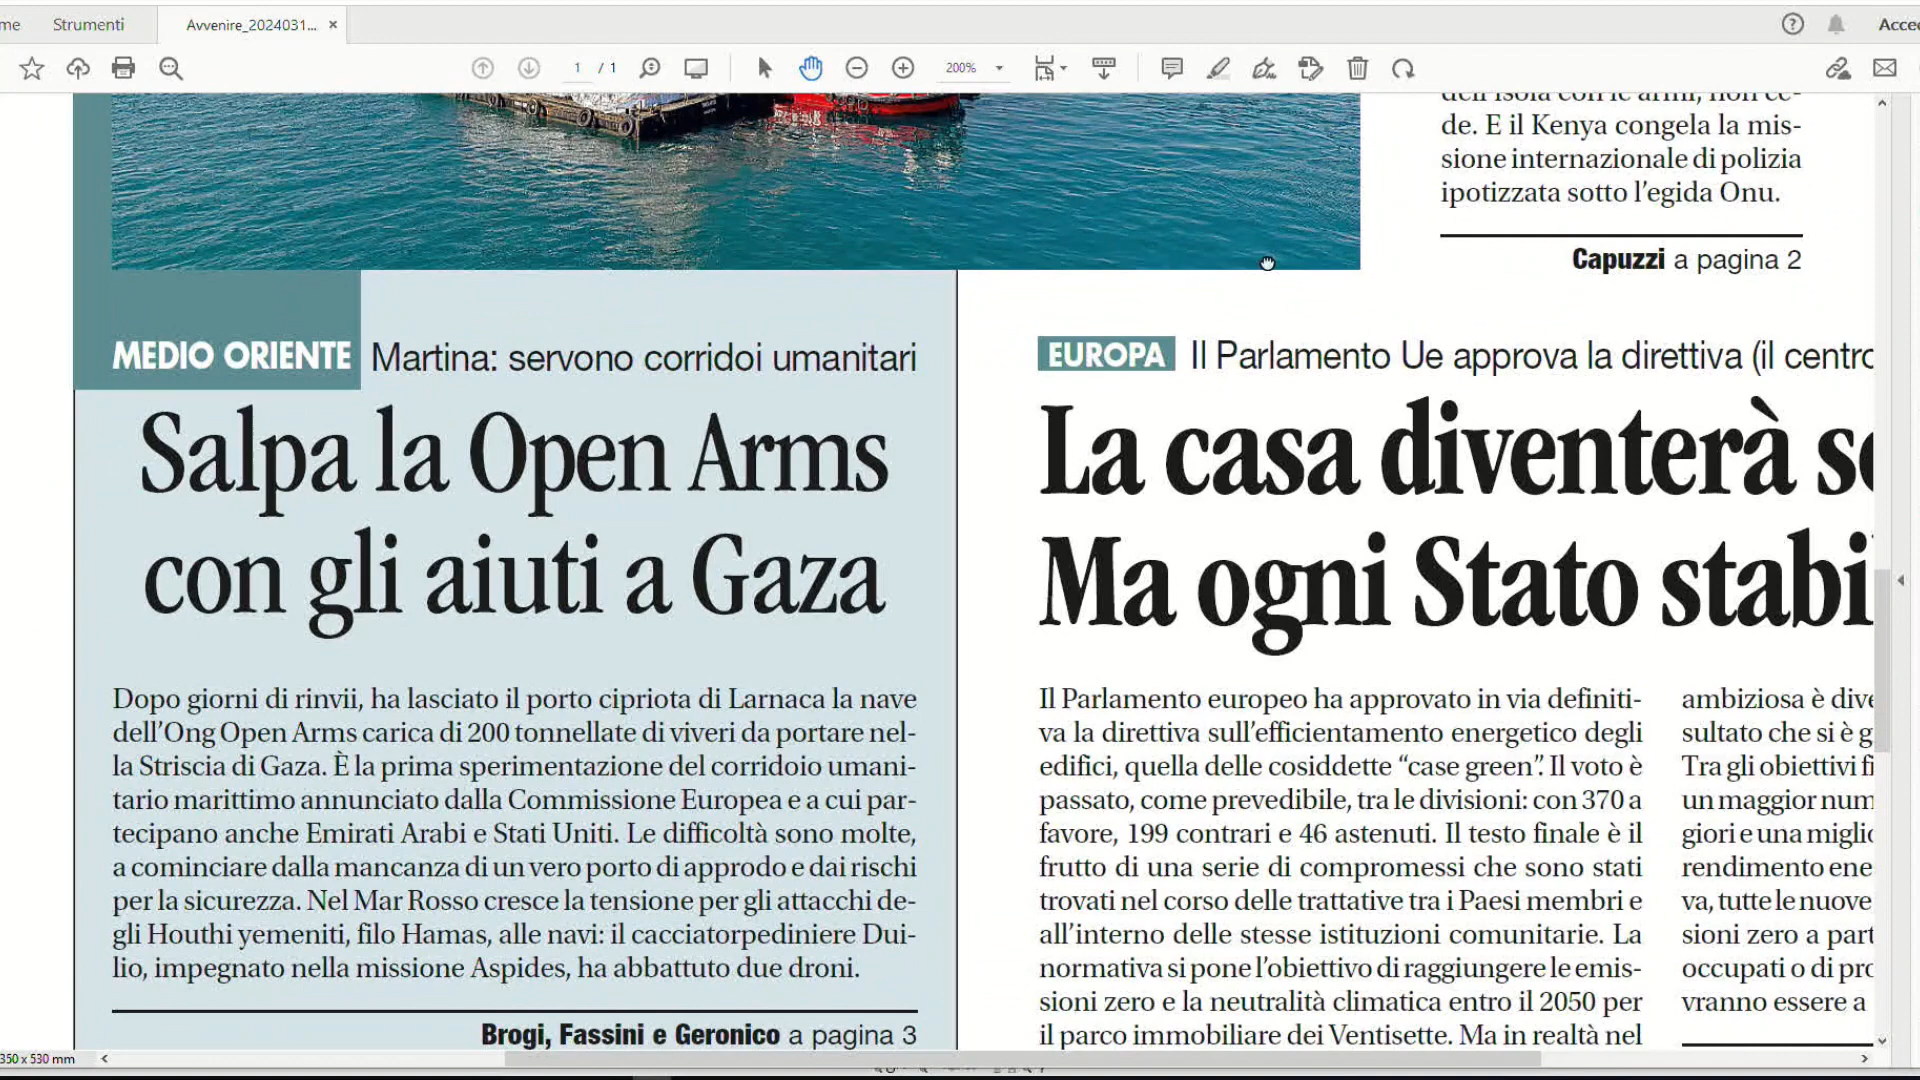 me Strumenti Avvenire_2024031... ×
1 / 1 200%
350 x 530 mm
de. E il Kenya congela la mis-
sione internazionale di polizia
ipotizzata sotto l'egida Onu.
Capuzzi a pagina 2
MEDIO ORIENTE Martina: servono corridoi umanitari
Salpa la Open Arms
con gli aiuti a Gaza
Dopo giorni di rinvii, ha lasciato il porto cipriota di Larnaca la nave
dell'Ong Open Arms carica di 200 tonnellate di viveri da portare nel-
la Striscia di Gaza. È la prima sperimentazione del corridoio umani-
tario marittimo annunciato dalla Commissione Europea e a cui par-
tecipano anche Emirati Arabi e Stati Uniti. Le difficoltà sono molte,
a cominciare dalla mancanza di un vero porto di approdo e dai rischi
per la sicurezza. Nel Mar Rosso cresce la tensione per gli attacchi de-
gli Houthi yemeniti, filo Hamas, alle navi: il cacciatorpediniere Dui-
lio, impegnato nella missione Aspides, ha abbattuto due droni.
Brogi, Fassini e Geronico a pagina 3
EUROPA Il Parlamento Ue approva la direttiva (il centro
La casa diventerà
Ma ogni Stato stabi
Il Parlamento europeo ha approvato in via definiti-
va la direttiva sull'efficientamento energetico degli
edifici, quella delle cosiddette “case green”. Il voto è
passato, come prevedibile, tra le divisioni: con 370 a
favore, 199 contrari e 46 astenuti. Il testo finale è il
frutto di una serie di compromessi che sono stati
trovati nel corso delle trattative tra i Paesi membri e
all'interno delle stesse istituzioni comunitarie. La
normativa si pone l'obiettivo di raggiungere le emis-
sioni zero e la neutralità climatica entro il 2050 per
il parco immobiliare dei Ventisette. Ma in realtà nel
ambiziosa è dive
sultato che si è g
Tra gli obiettivi fi
un maggior num
giori e una miglio
rendimento ene
va, tutte le nuove
sioni zero a part
occupati o di pro
vranno essere a